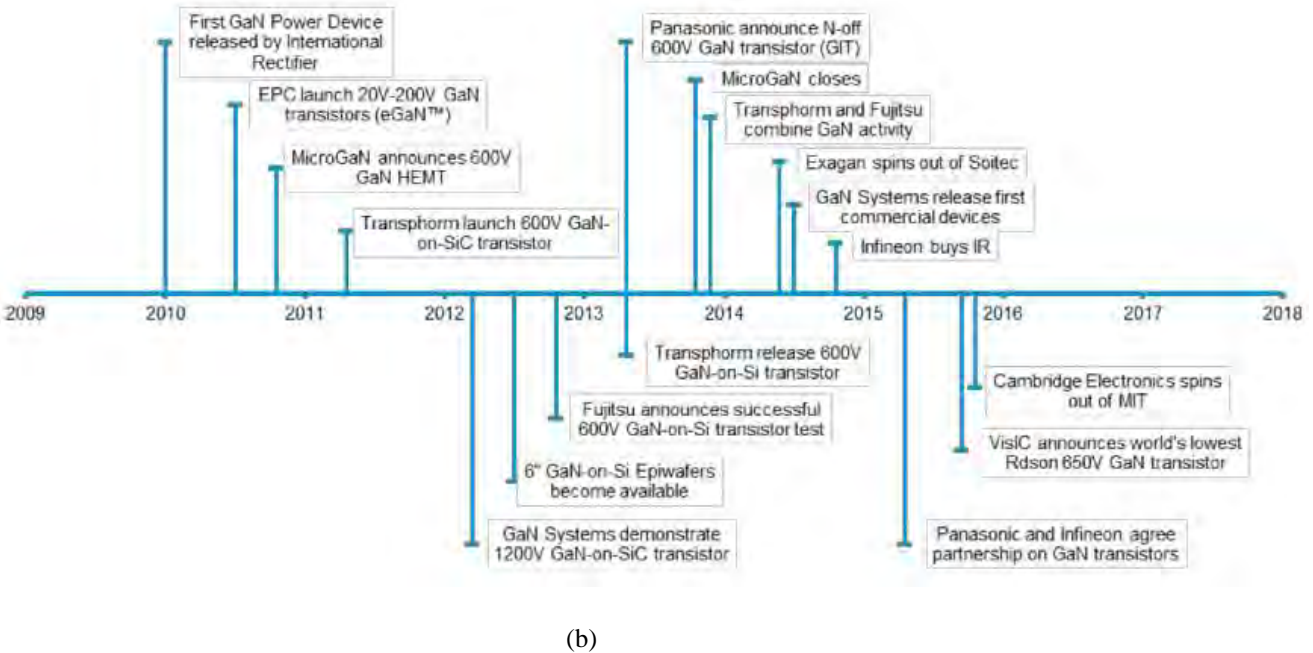 First GaN Power Device
released by International
Rectifier
EPC launch 20V-200V GaN
transistors (eGaN™)
MicroGaN announces 600V
GaN HEMT
Transphorm launch 600V GaN-
on-SiC transistor
Panasonic announce N-off
600V GaN transistor (GIT)
MicroGaN closes
Transphorm and Fujitsu
combine GaN activity
Exagan spins out of Soitec
GaN Systems release first
commercial devices
Infineon buys IR
2009 2010 2011 2012 2013 2014 2015 2016 2017 2018
Transphorm release 600V
GaN-on-Si transistor
Fujitsu announces successful
600V GaN-on-Si transistor test
6" GaN-on-Si Epiwafers
become available
GaN Systems demonstrate
1200V GaN-on-SiC transistor
Cambridge Electronics spins
out of MIT
VisIC announces world's lowest
Rdson 650V GaN transistor
Panasonic and Infineon agree
partnership on GaN transistors
(b)